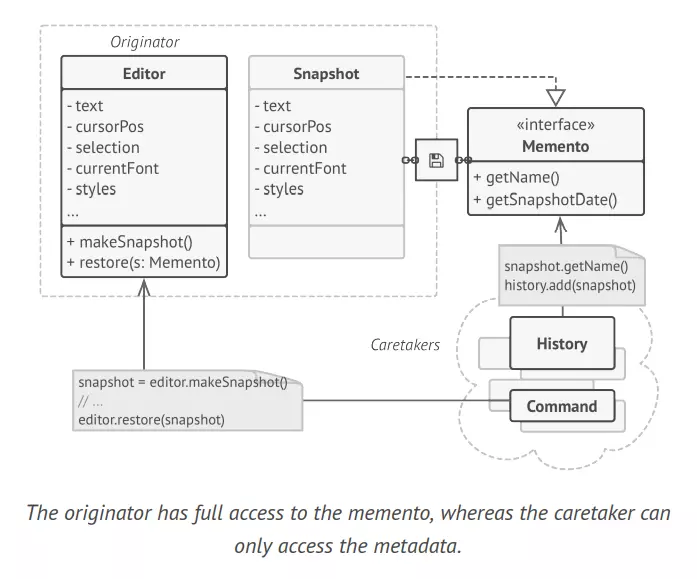 Originator
Editor
- text
- cursorPos
- selection
- currentFont
- styles
...
+ makeSnapshot()
+ restore(s: Memento)
Snapshot
- text
- cursorPos
- selection
- currentFont
- styles
...
«interface»
Memento
+ getName()
+ getSnapshotDate()
snapshot.getName()
history.add(snapshot)
Caretakers
History
Command
snapshot = editor.makeSnapshot()
// ...
editor.restore(snapshot)
The originator has full access to the memento, whereas the caretaker can
only access the metadata.